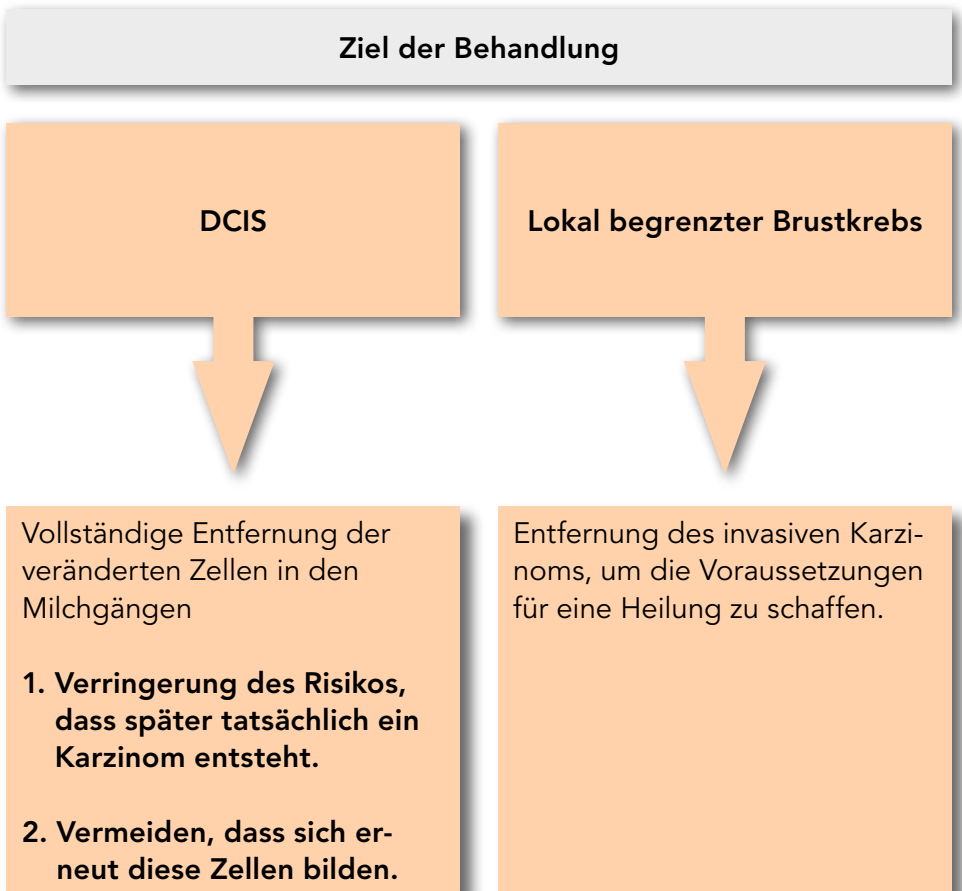 Ziel der Behandlung
DCIS
Lokal begrenzter Brustkrebs
Vollständige Entfernung der
veränderten Zellen in den
Milchgängen
1. Verringerung des Risikos,
dass später tatsächlich ein
Karzinom entsteht.
2. Vermeiden, dass sich er-
neut diese Zellen bilden.
Entfernung des invasiven Karzi-
noms, um die Voraussetzungen
für eine Heilung zu schaffen.